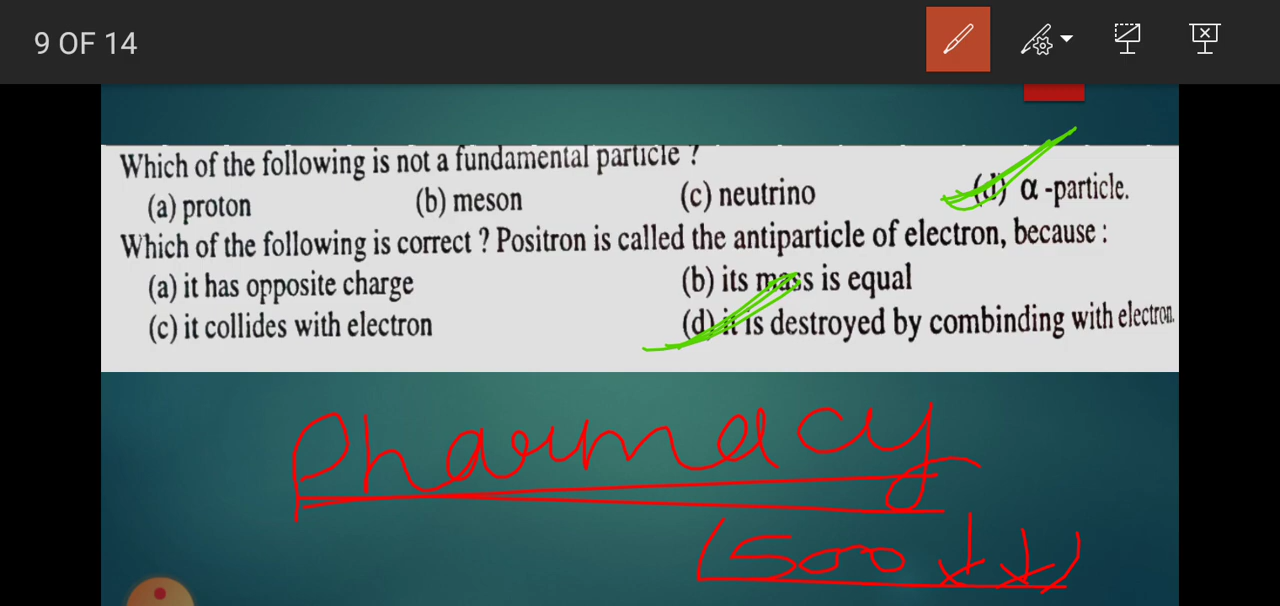 9 OF 14
Which of the following is not a fundamental particle ?
(a) proton (b) meson (c) neutrino (d) α -particle.
Which of the following is correct ? Positron is called the antiparticle of electron, because :
(a) it has opposite charge (b) its mass is equal
(c) it collides with electron (d) it is destroyed by combinding with electron.
Pharmacy
(500